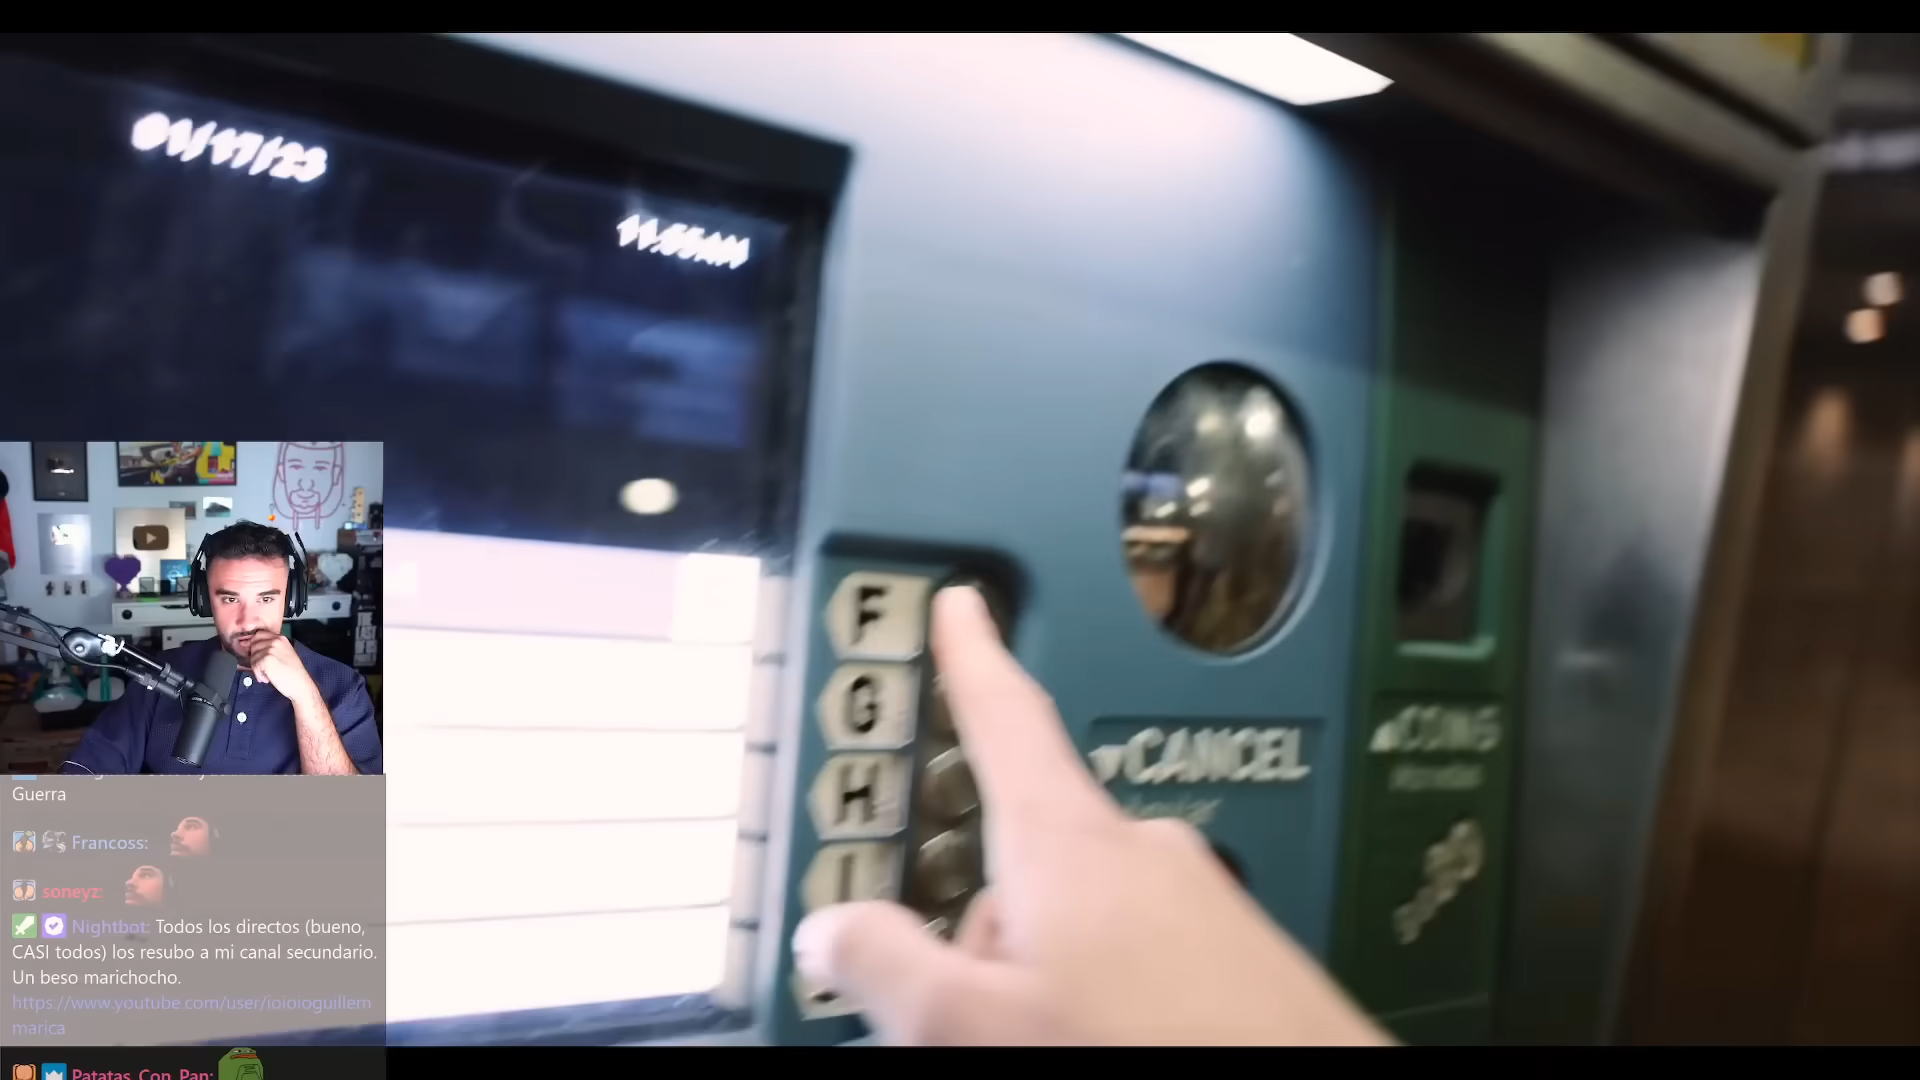 01/17/23
11:55AM
F
G
H
I
CANCEL
COINS
Guerra
Francoss:
soneyz:
Nightbot: Todos los directos (bueno,
CASI todos) los resubo a mi canal secundario.
Un beso marichocho.
https://www.youtube.com/user/ioioioguillem
marica
Patatas_Con_Pan: